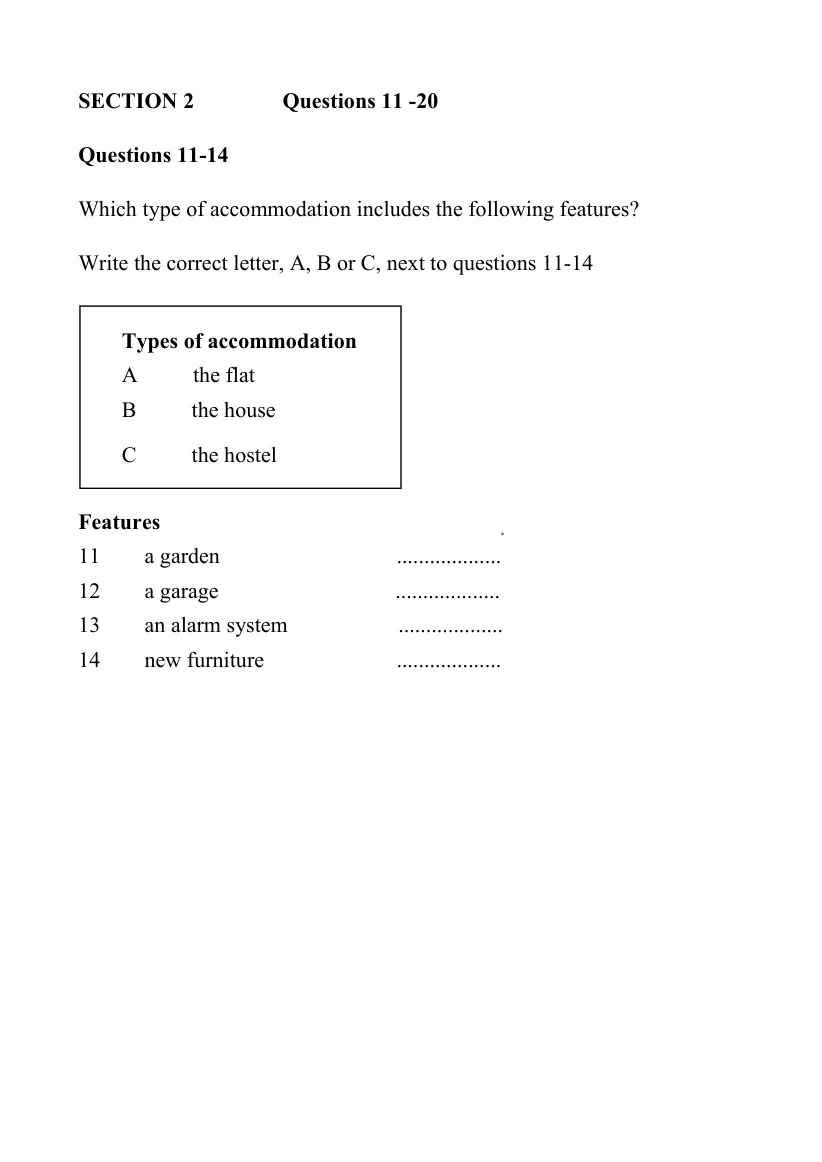 SECTION 2 Questions 11 -20
Questions 11-14
Which type of accommodation includes the following features?
Write the correct letter, A, B or C, next to questions 11-14
Types of accommodation
A the flat
B the house
C the hostel
Features
11 a garden ...................
12 a garage ...................
13 an alarm system ...................
14 new furniture ...................